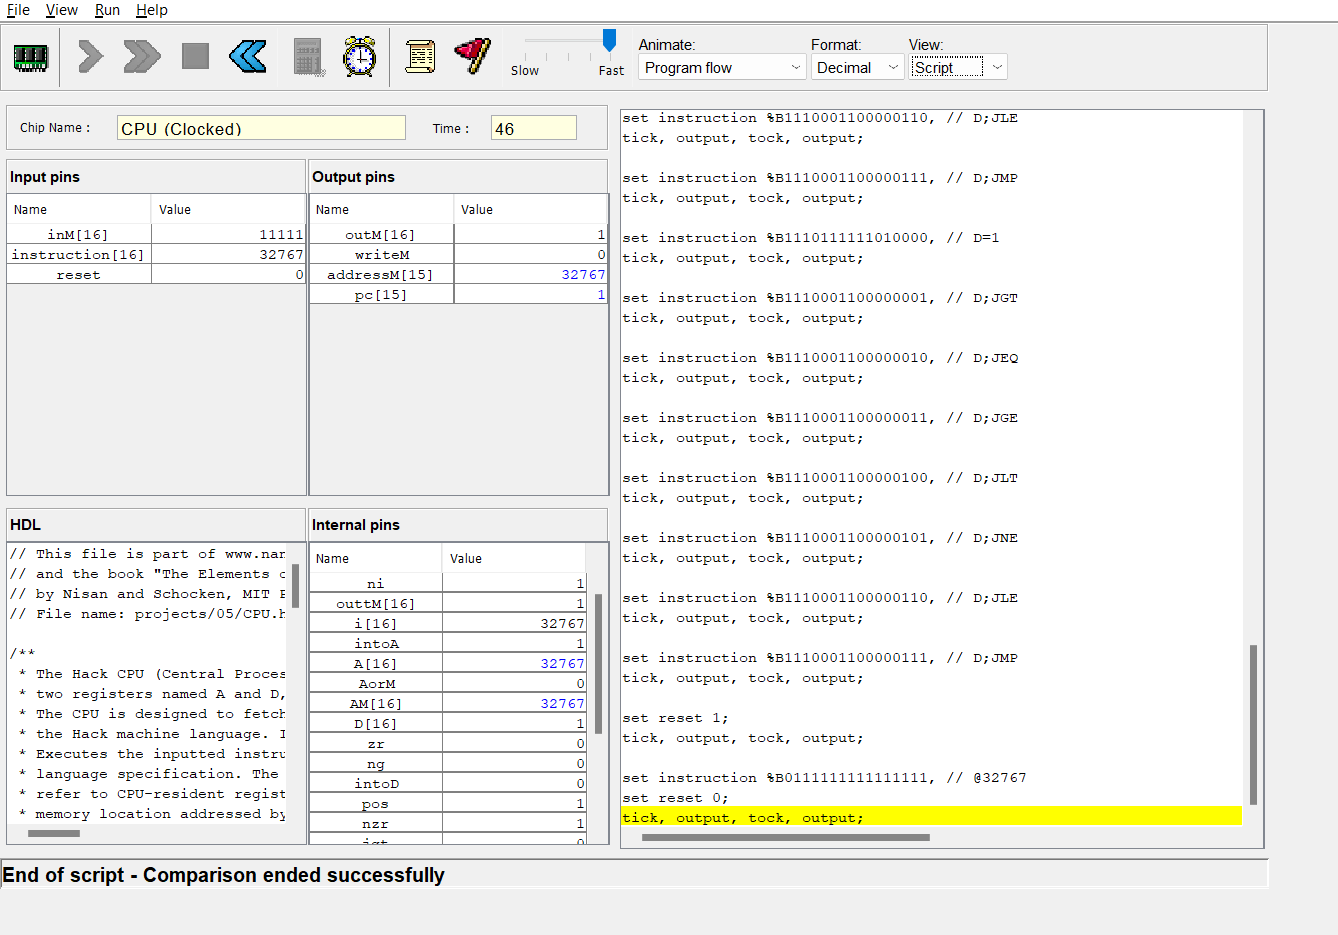 File View Run Help
Animate: Format: View:
Slow Fast Program flow Decimal Script
Chip Name : CPU (Clocked) Time : 46
Input pins
Name Value
inM[16] 11111
instruction[16] 32767
reset 0
Output pins
Name Value
outM[16] 1
writeM 0
addressM[15] 32767
pc[15] 1
HDL
// This file is part of www.nan
// and the book "The Elements o
// by Nisan and Schocken, MIT P
// File name: projects/05/CPU.h
/**
* The Hack CPU (Central Proces
* two registers named A and D,
* The CPU is designed to fetch
* the Hack machine language. I
* Executes the inputted instru
* language specification. The
* refer to CPU-resident regist
* memory location addressed by
Internal pins
Name Value
ni 1
outtM[16] 1
i[16] 32767
intoA 1
A[16] 32767
AorM 0
AM[16] 32767
D[16] 1
zr 0
ng 0
intoD 0
pos 1
nzr 1
jgt 0
set instruction %B1110001100000110, // D;JLE
tick, output, tock, output;
set instruction %B1110001100000111, // D;JMP
tick, output, tock, output;
set instruction %B1110111111010000, // D=1
tick, output, tock, output;
set instruction %B1110001100000001, // D;JGT
tick, output, tock, output;
set instruction %B1110001100000010, // D;JEQ
tick, output, tock, output;
set instruction %B1110001100000011, // D;JGE
tick, output, tock, output;
set instruction %B1110001100000100, // D;JLT
tick, output, tock, output;
set instruction %B1110001100000101, // D;JNE
tick, output, tock, output;
set instruction %B1110001100000110, // D;JLE
tick, output, tock, output;
set instruction %B1110001100000111, // D;JMP
tick, output, tock, output;
set reset 1;
tick, output, tock, output;
set instruction %B0111111111111111, // @32767
set reset 0;
tick, output, tock, output;
End of script - Comparison ended successfully